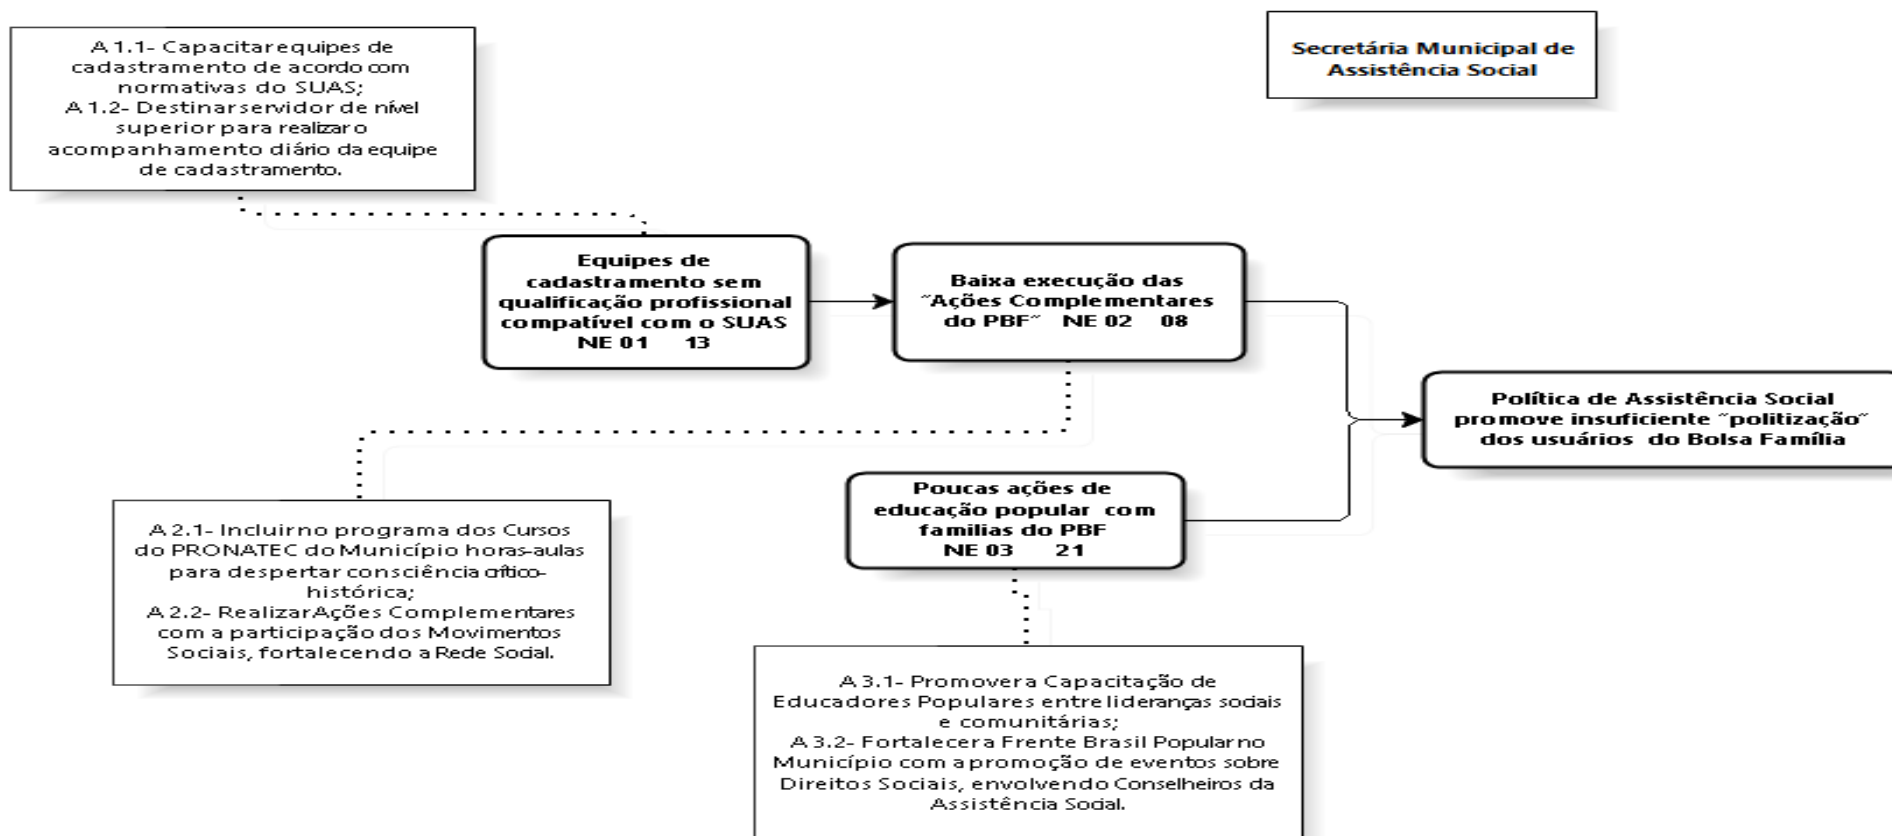 A 1.1- Capacitar equipes de
cadastramento de acordo com
normativas do SUAS;
A 1.2- Destinar servidor de nível
superior para realizar o
acompanhamento diário da equipe
de cadastramento.
Secretária Municipal de
Assistência Social
Equipes de
cadastramento sem
qualificação profissional
compatível com o SUAS
NE 01 13
Baixa execução das
"Ações Complementares
do PBF" NE 02 08
Política de Assistência Social
promove insuficiente "politização"
dos usuários do Bolsa Família
Poucas ações de
educação popular com
familias do PBF
NE 03 21
A 2.1- Incluir no programa dos Cursos
do PRONATEC do Município horas-aulas
para despertar consciência crítico-
histórica;
A 2.2- Realizar Ações Complementares
com a participação dos Movimentos
Sociais, fortalecendo a Rede Social.
A 3.1- Promover a Capacitação de
Educadores Populares entre lideranças sociais
e comunitárias;
A 3.2- Fortalecer a Frente Brasil Popular no
Município com a promoção de eventos sobre
Direitos Sociais, envolvendo Conselheiros da
Assistência Social.